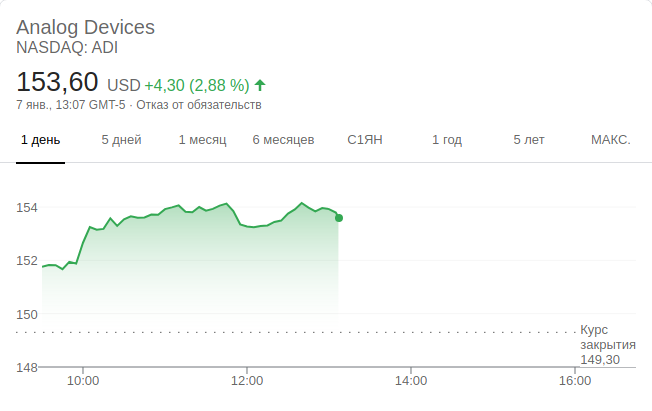 Analog Devices
NASDAQ: ADI
153,60 USD +4,30 (2,88 %)
7 янв., 13:07 GMT-5 · Отказ от обязательств
1 день 5 дней 1 месяц 6 месяцев С1ЯН 1 год 5 лет МАКС.
154
152
150
Курс
закрытия
149,30
148
10:00 12:00 14:00 16:00